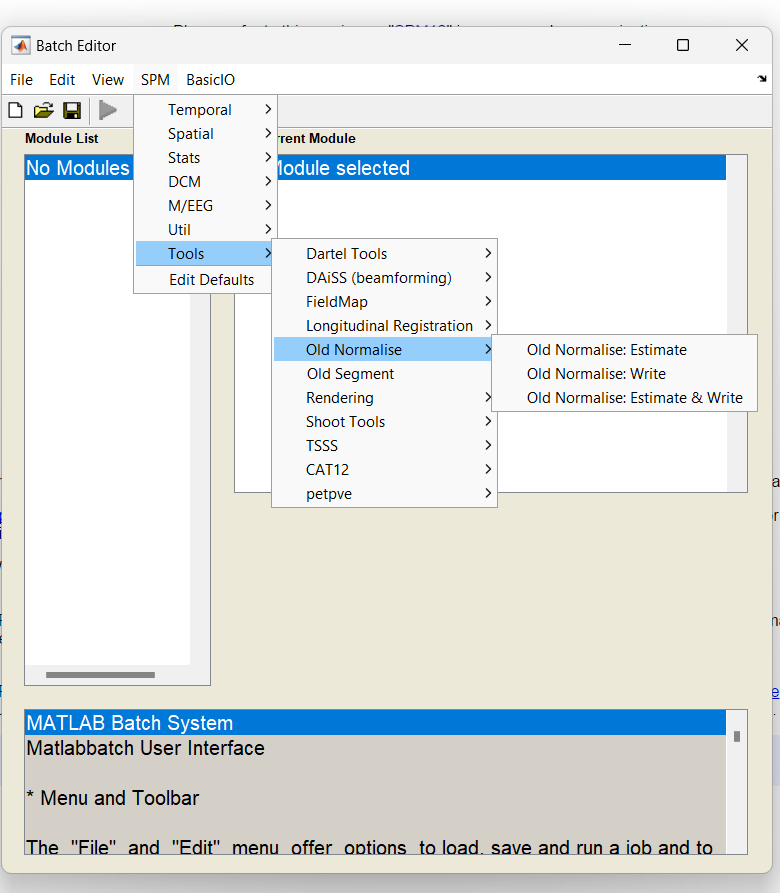 Batch Editor
File Edit View SPM BasicIO
Module List
rrent Module
No Modules
Module selected
Temporal
Spatial
Stats
DCM
M/EEG
Util
Tools
Edit Defaults
Dartel Tools
DAiSS (beamforming)
FieldMap
Longitudinal Registration
Old Normalise
Old Segment
Rendering
Shoot Tools
TSSS
CAT12
petpve
Old Normalise: Estimate
Old Normalise: Write
Old Normalise: Estimate & Write
MATLAB Batch System
Matlabbatch User Interface
* Menu and Toolbar
The "File" and "Edit" menu offer options to load, save and run a job and to